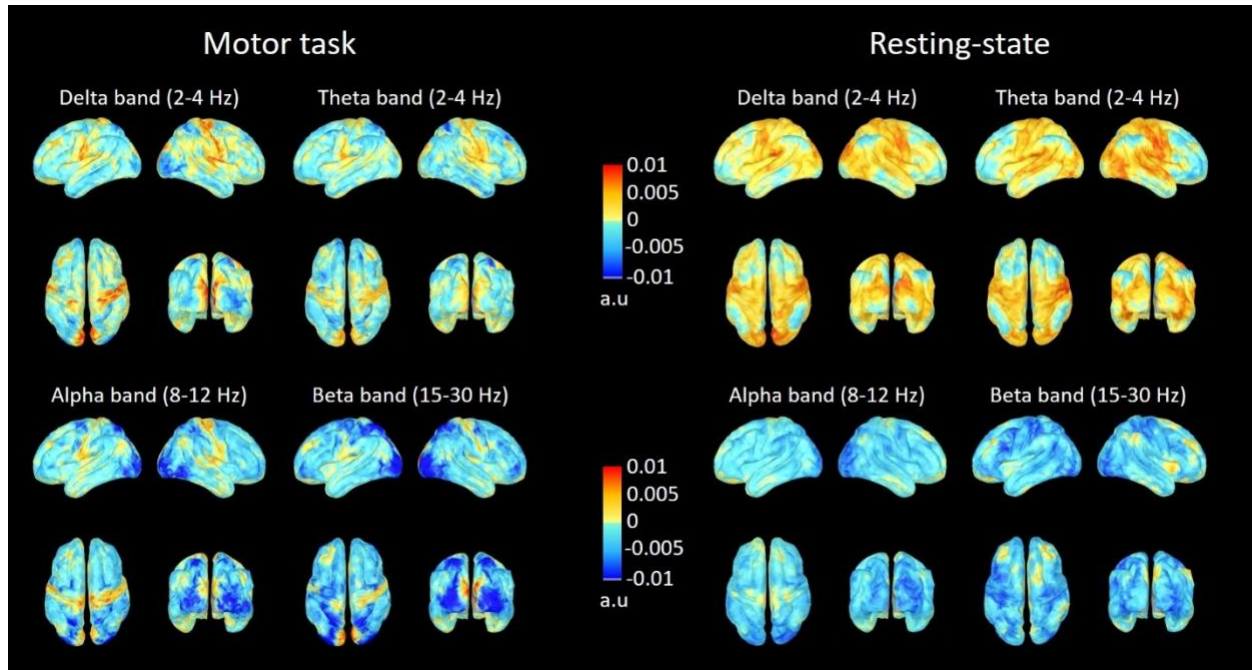 Motor task
Resting-state
Delta band (2-4 Hz)
Theta band (2-4 Hz)
Delta band (2-4 Hz)
Theta band (2-4 Hz)
0.01
0.005
0
-0.005
-0.01
a.u
Alpha band (8-12 Hz)
Beta band (15-30 Hz)
Alpha band (8-12 Hz)
Beta band (15-30 Hz)
0.01
0.005
0
-0.005
-0.01
a.u